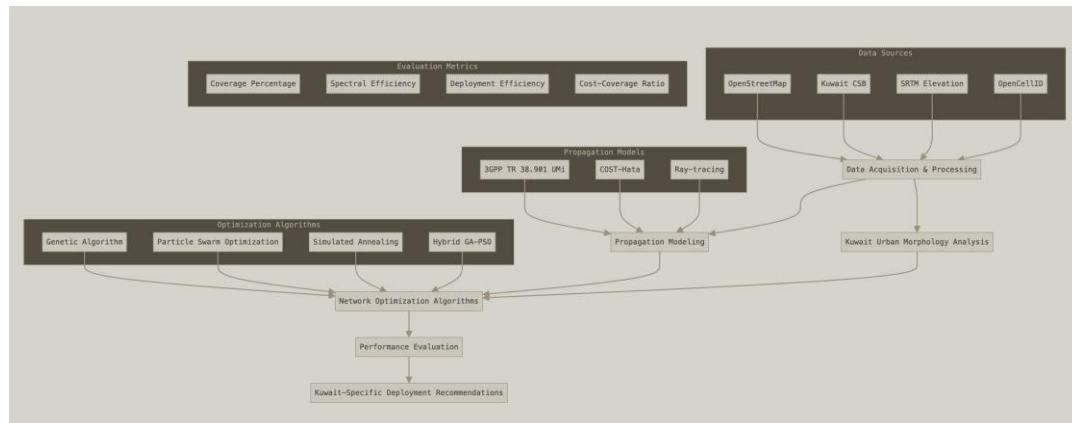 Data Sources
OpenStreetMap
Kuwait CSB
SRTM Elevation
OpenCellID
Evaluation Metrics
Coverage Percentage
Spectral Efficiency
Deployment Efficiency
Cost-Coverage Ratio
Propagation Models
3GPP TR 38.901 UMi
COST-Hata
Ray-tracing
Data Acquisition & Processing
Optimization Algorithms
Genetic Algorithm
Particle Swarm Optimization
Simulated Annealing
Hybrid GA-PSO
Propagation Modeling
Kuwait Urban Morphology Analysis
Network Optimization Algorithms
Performance Evaluation
Kuwait-Specific Deployment Recommendations